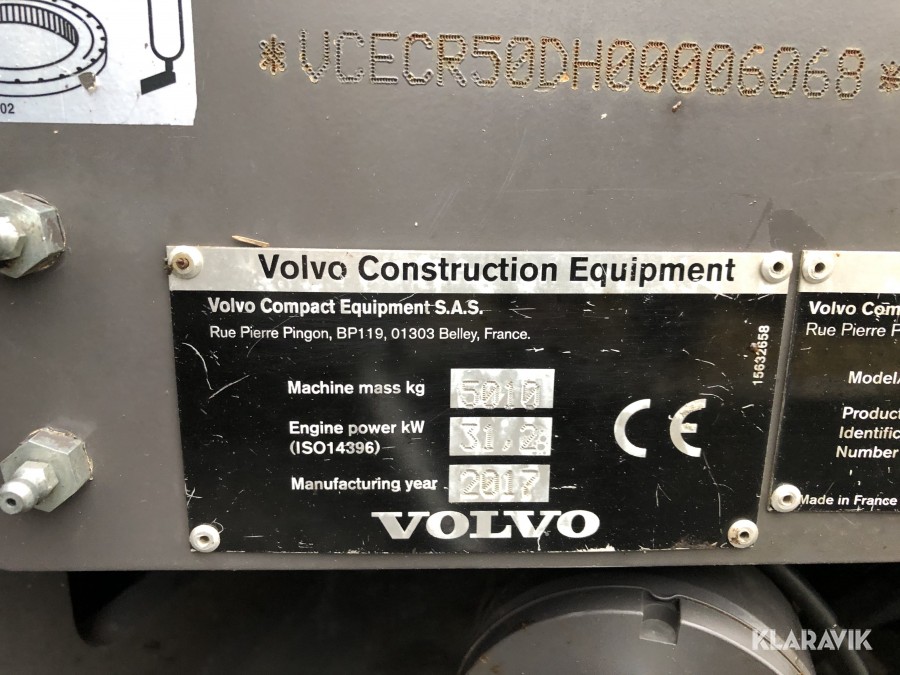 02
*VCECR50DH00006068*
Volvo Construction Equipment
Volvo Compact Equipment S.A.S.
Rue Pierre Pingon, BP119, 01303 Belley, France.
Machine mass kg 5010
Engine power kW 31,2
(ISO14396)
Manufacturing year 2017
VOLVO
CE
15632658
Volvo Com
Rue Pierre P
Model/
Product
Identific
Number
Made in France
KLARAVIK